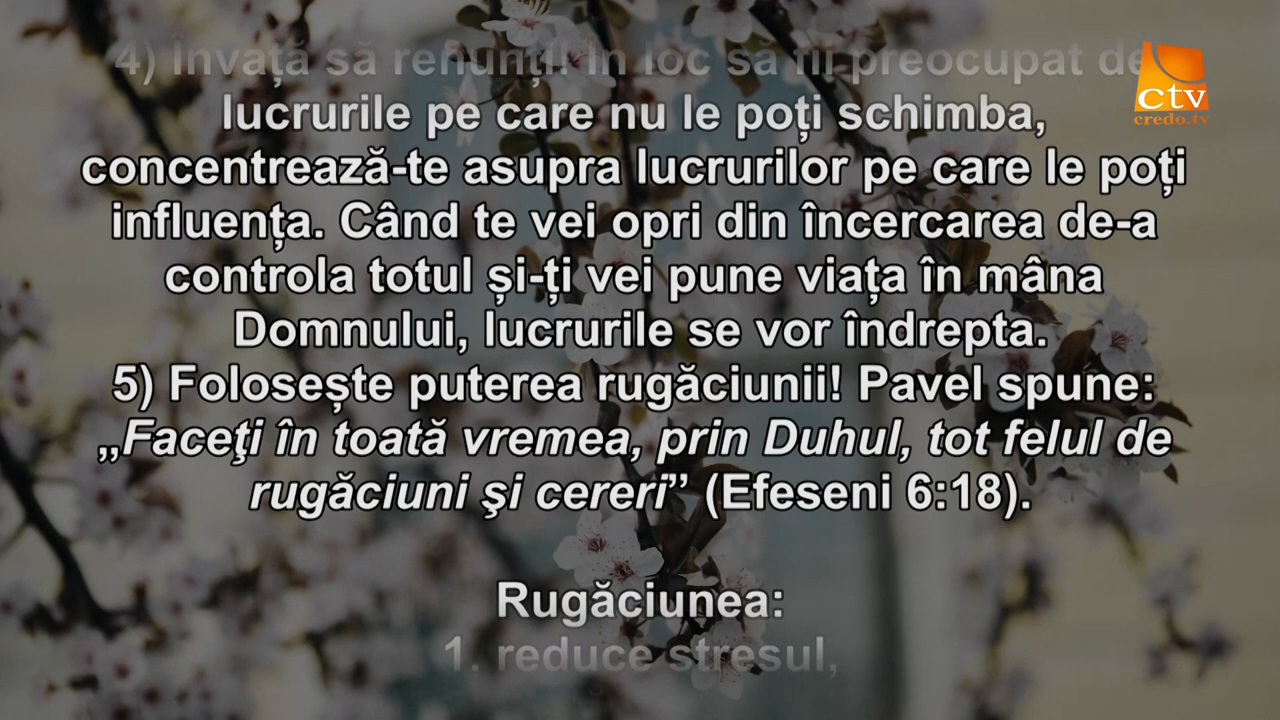 4) Învață să renunți! În loc să fii preocupat de
lucrurile pe care nu le poți schimba,
concentrează-te asupra lucrurilor pe care le poți
influența. Când te vei opri din încercarea de-a
controla totul și-ți vei pune viața în mâna
Domnului, lucrurile se vor îndrepta.
5) Folosește puterea rugăciunii! Pavel spune:
„Faceţi în toată vremea, prin Duhul, tot felul de
rugăciuni şi cereri” (Efeseni 6:18).
Rugăciunea:
1. reduce stresul,
ctv
credo.tv